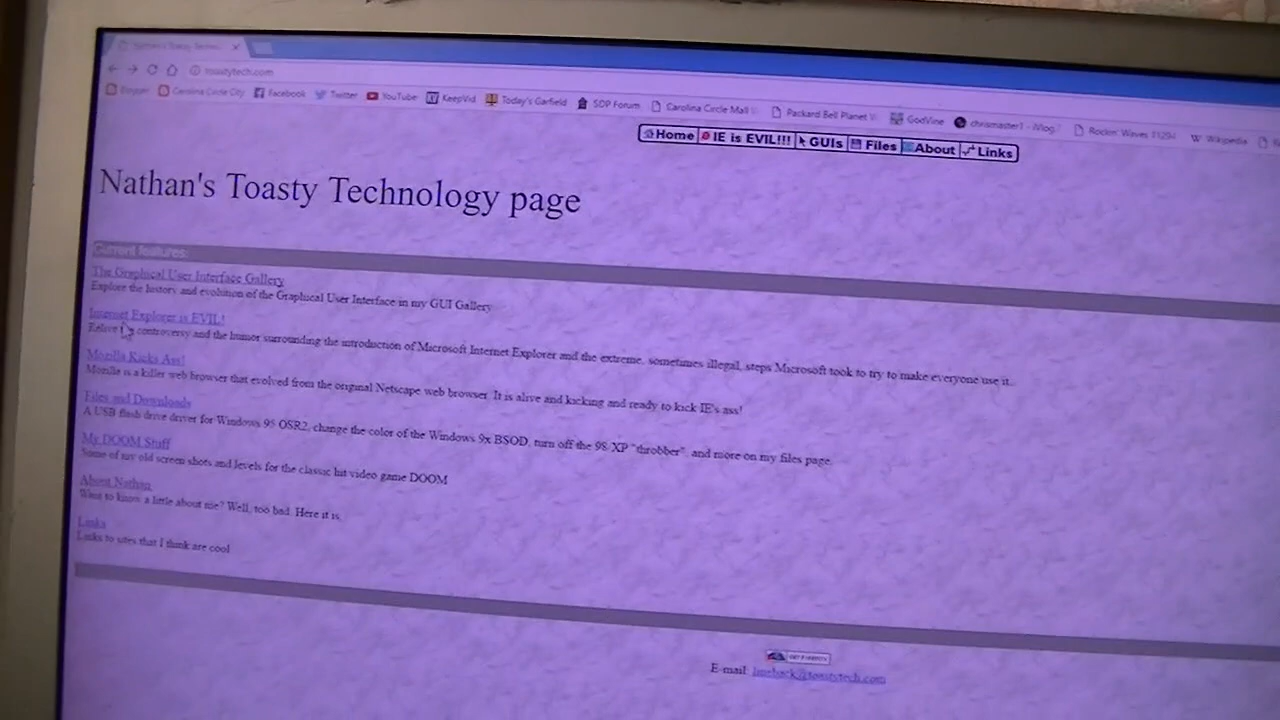 Nathan's Toasty Techno
toastytech.com
Carolina Circle City Facebook Twitter YouTube KeepVid Today's Garfield SDP Forum Carolina Circle Mall Packard Bell Planet GodVine chrismaster1 - Vlog Rockin' Waves Wikipedia
Home IE is EVIL!!! GUIs Files About Links
Nathan's Toasty Technology page
Current features:
The Graphical User Interface Gallery
Explore the history and evolution of the Graphical User Interface in my GUI Gallery
Internet Explorer is EVIL!
Relive the controversy and the humor surrounding the introduction of Microsoft Internet Explorer and the extreme, sometimes illegal, steps Microsoft took to try to make everyone use it.
Mozilla Kicks Ass!
Mozilla is a killer web browser that evolved from the original Netscape web browser. It is alive and kicking and ready to kick IE's ass!
Files and Downloads
A USB flash drive driver for Windows 95 OSR2, change the color of the Windows 9x BSOD, turn off the 98/XP "throbber", and more on my files page.
My DOOM Stuff
Some of my old screen shots and levels for the classic hit video game DOOM
About Nathan
Want to know a little about me? Well, too bad. Here it is.
Links
Links to sites that I think are cool
E-mail: lineback@toastytech.com